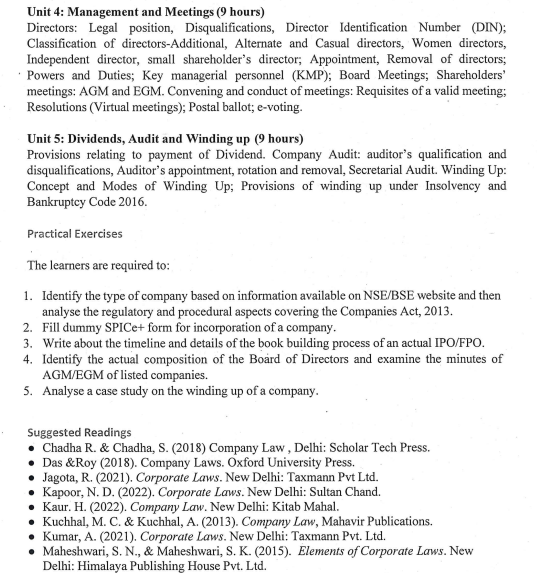 Unit 4: Management and Meetings (9 hours)
Directors: Legal position, Disqualifications, Director Identification Number (DIN);
Classification of directors-Additional, Alternate and Casual directors, Women directors,
Independent director, small shareholder's director; Appointment, Removal of directors;
Powers and Duties; Key managerial personnel (KMP); Board Meetings; Shareholders'
meetings: AGM and EGM. Convening and conduct of meetings: Requisites of a valid meeting;
Resolutions (Virtual meetings); Postal ballot; e-voting.
Unit 5: Dividends, Audit and Winding up (9 hours)
Provisions relating to payment of Dividend. Company Audit: auditor's qualification and
disqualifications, Auditor's appointment, rotation and removal, Secretarial Audit. Winding Up:
Concept and Modes of Winding Up; Provisions of winding up under Insolvency and
Bankruptcy Code 2016.
Practical Exercises
The learners are required to:
1. Identify the type of company based on information available on NSE/BSE website and then
analyse the regulatory and procedural aspects covering the Companies Act, 2013.
2. Fill dummy SPICe+ form for incorporation of a company.
3. Write about the timeline and details of the book building process of an actual IPO/FPO.
4. Identify the actual composition of the Board of Directors and examine the minutes of
AGM/EGM of listed companies.
5. Analyse a case study on the winding up of a company.
Suggested Readings
• Chadha R. & Chadha, S. (2018) Company Law , Delhi: Scholar Tech Press.
• Das &Roy (2018). Company Laws. Oxford University Press.
• Jagota, R. (2021). Corporate Laws. New Delhi: Taxmann Pvt Ltd.
• Kapoor, N. D. (2022). Corporate Laws. New Delhi: Sultan Chand.
• Kaur. H. (2022). Company Law. New Delhi: Kitab Mahal.
• Kuchhal, M. C. & Kuchhal, A. (2013). Company Law, Mahavir Publications.
• Kumar, A. (2021). Corporate Laws. New Delhi: Taxmann Pvt. Ltd.
• Maheshwari, S. N., & Maheshwari, S. K. (2015). Elements of Corporate Laws. New
Delhi: Himalaya Publishing House Pvt. Ltd.